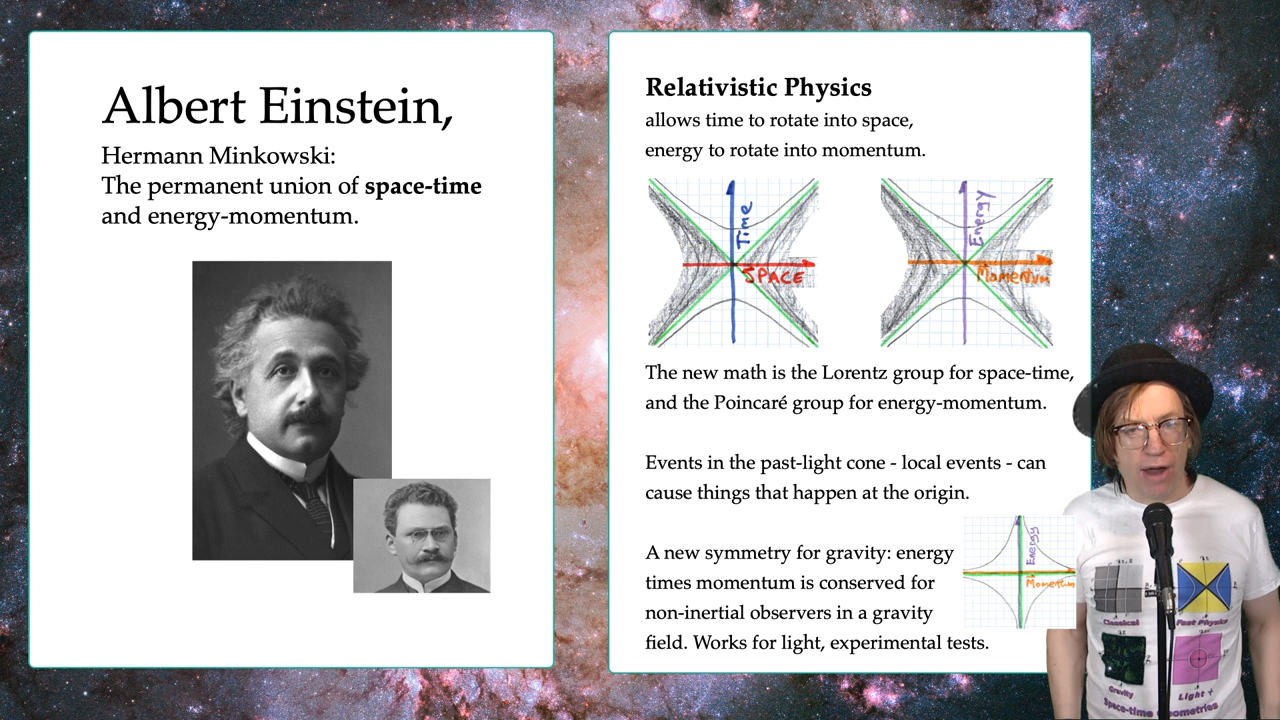 Albert Einstein,
Hermann Minkowski:
The permanent union of space-time
and energy-momentum.
Relativistic Physics
allows time to rotate into space,
energy to rotate into momentum.
Time
SPACE
Energy
Momentum
The new math is the Lorentz group for space-time,
and the Poincaré group for energy-momentum.
Events in the past-light cone - local events - can
cause things that happen at the origin.
A new symmetry for gravity: energy
times momentum is conserved for
non-inertial observers in a gravity
field. Works for light, experimental tests.
Energy
Momentum
Classical
Fast Physics
Gravity
Light +
Space-time